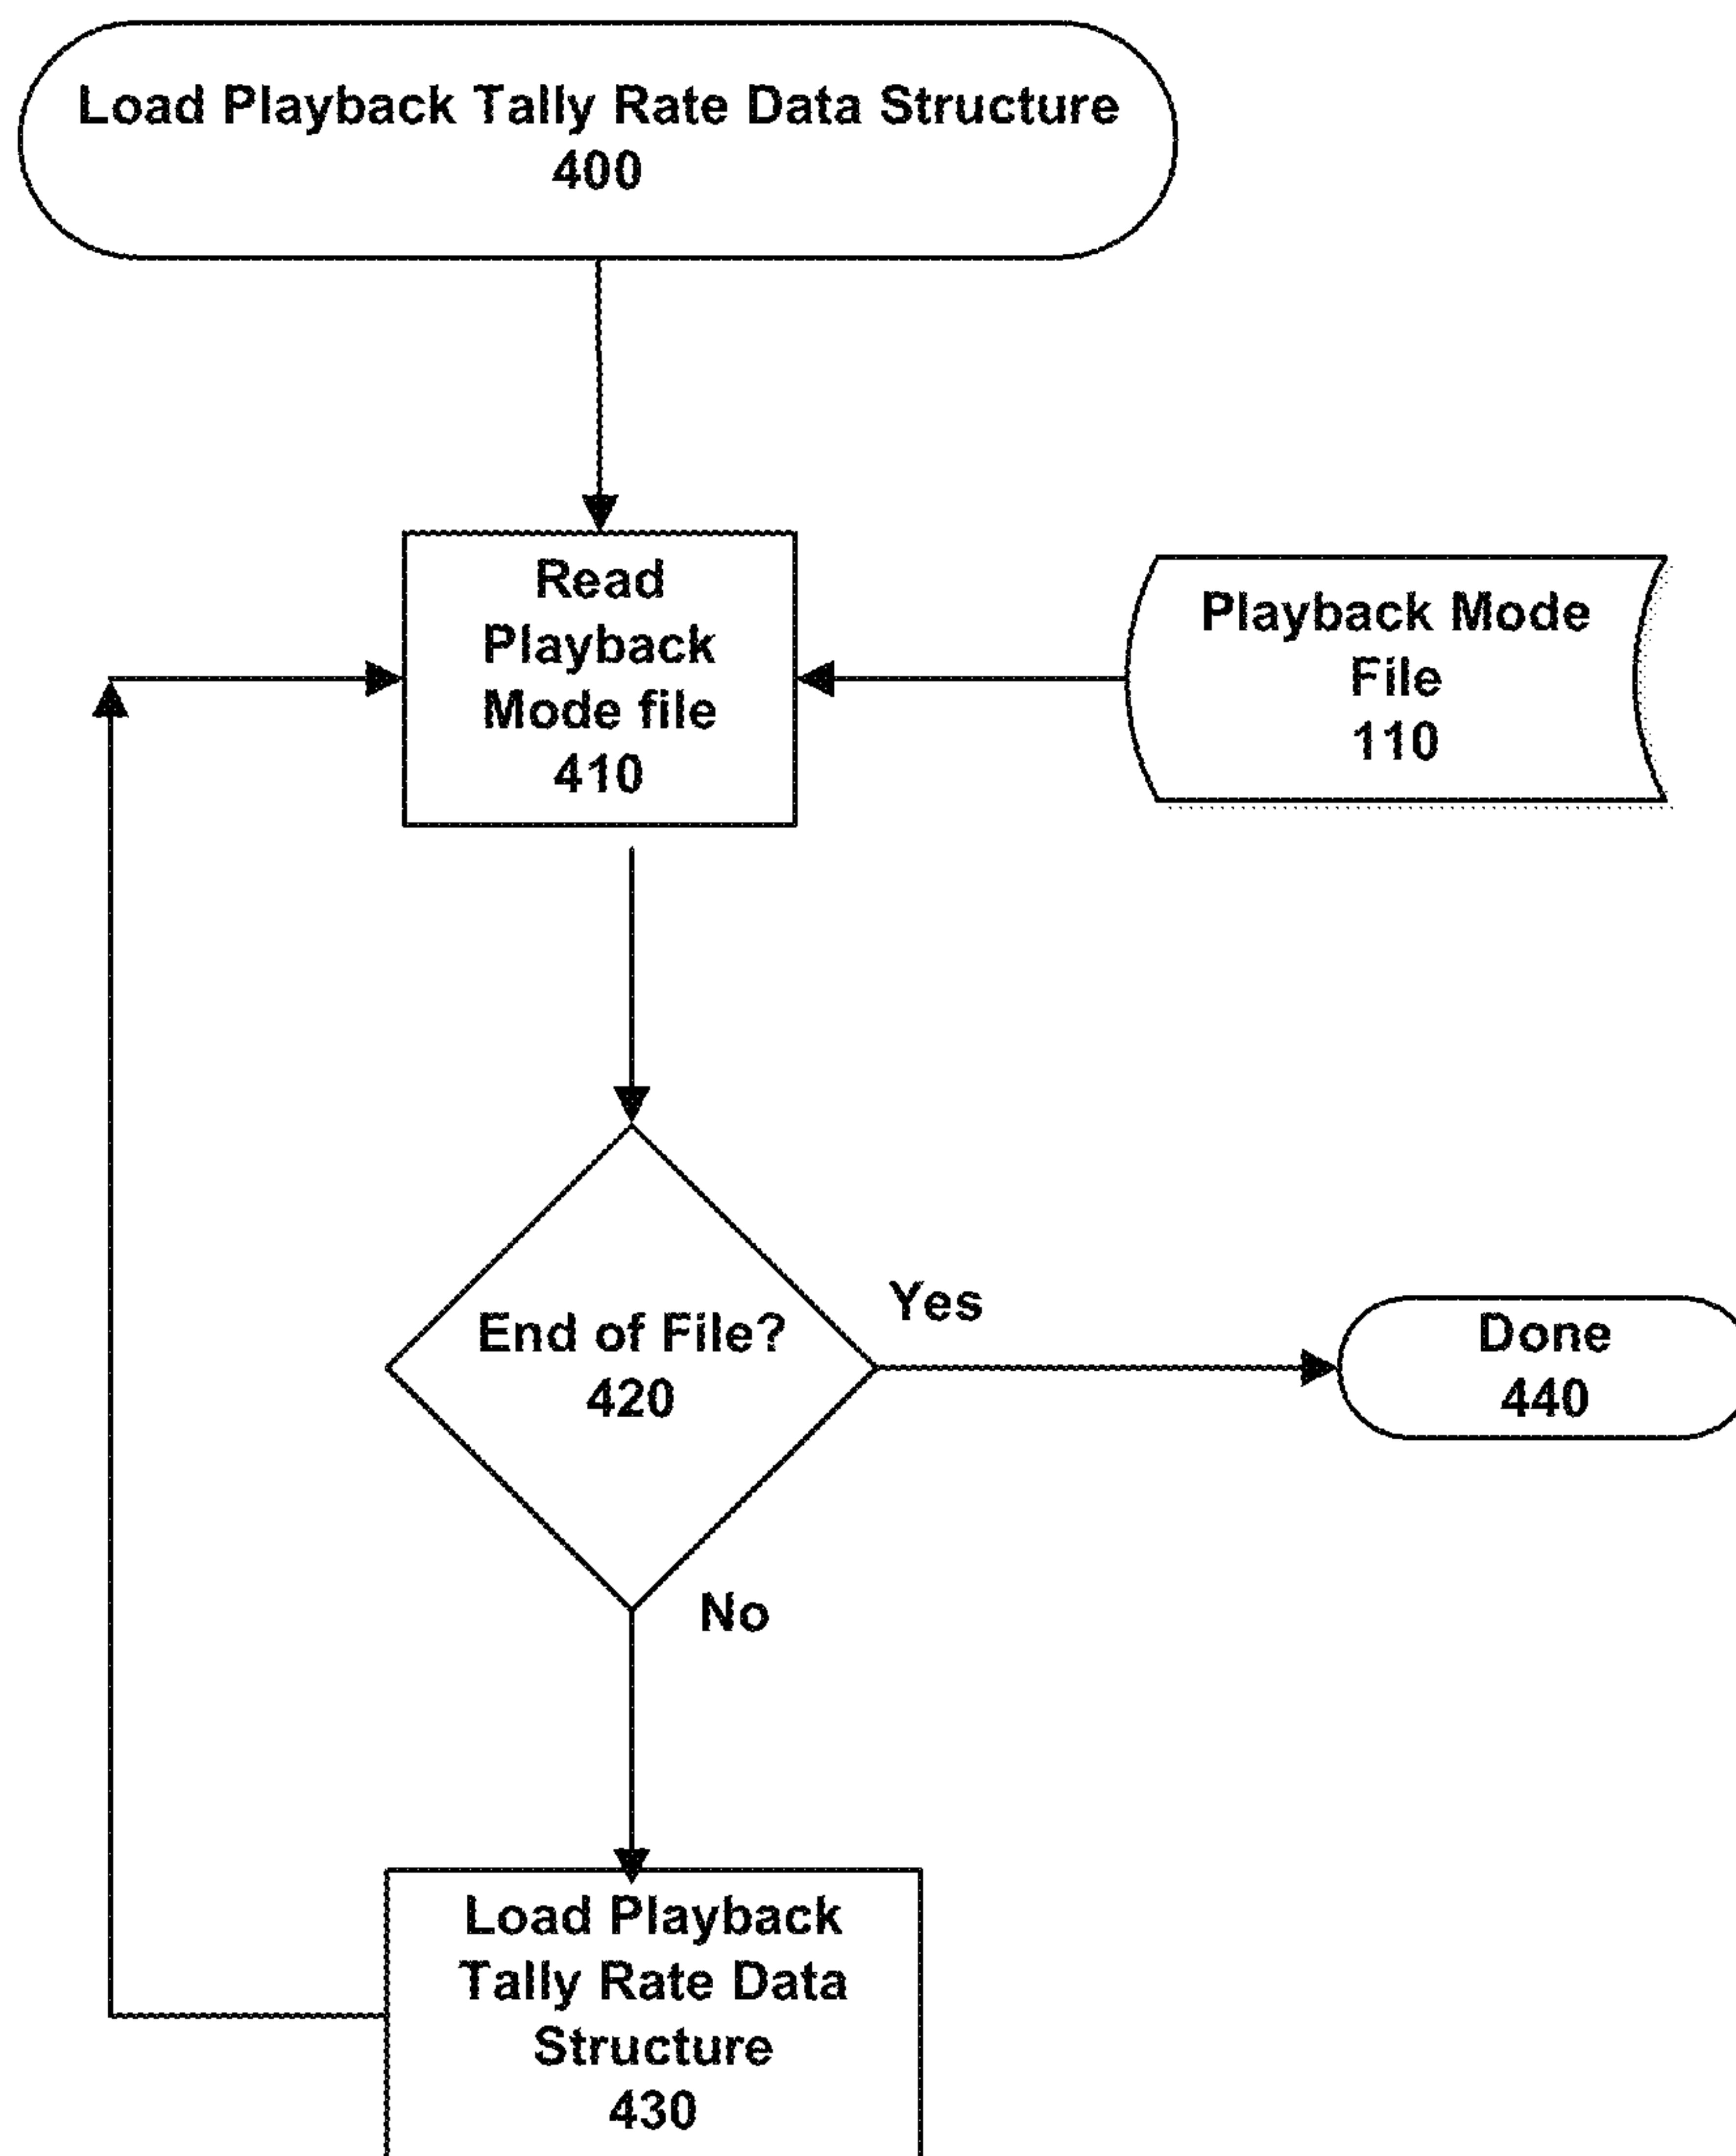 Load Playback Tally Rate Data Structure
400
Read
Playback
Mode file
410
Playback Mode
File
110
End of File?
420
Yes
Done
440
No
Load Playback
Tally Rate Data
Structure
430